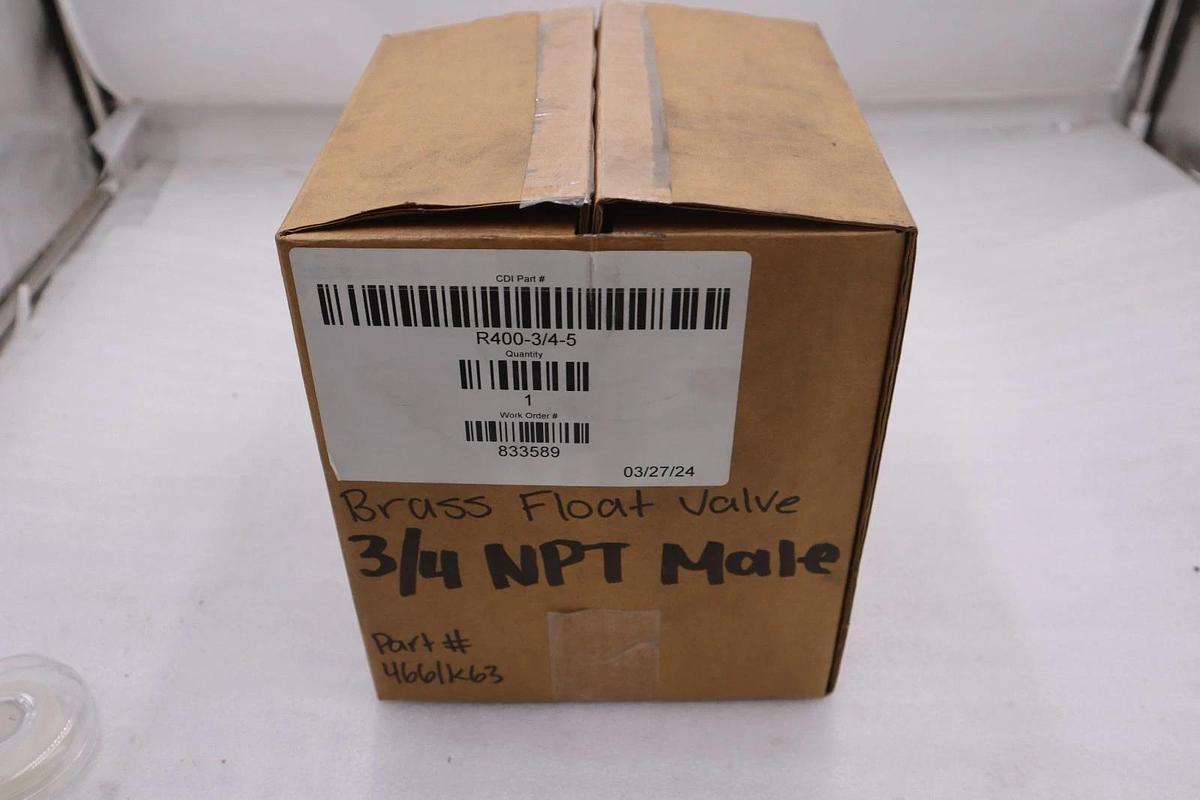 CDI Part #
R400-3/4-5
Quantity
1
Work Order #
833589
03/27/24
Brass Float Valve
3/4 NPT Male
Part #
4661K63